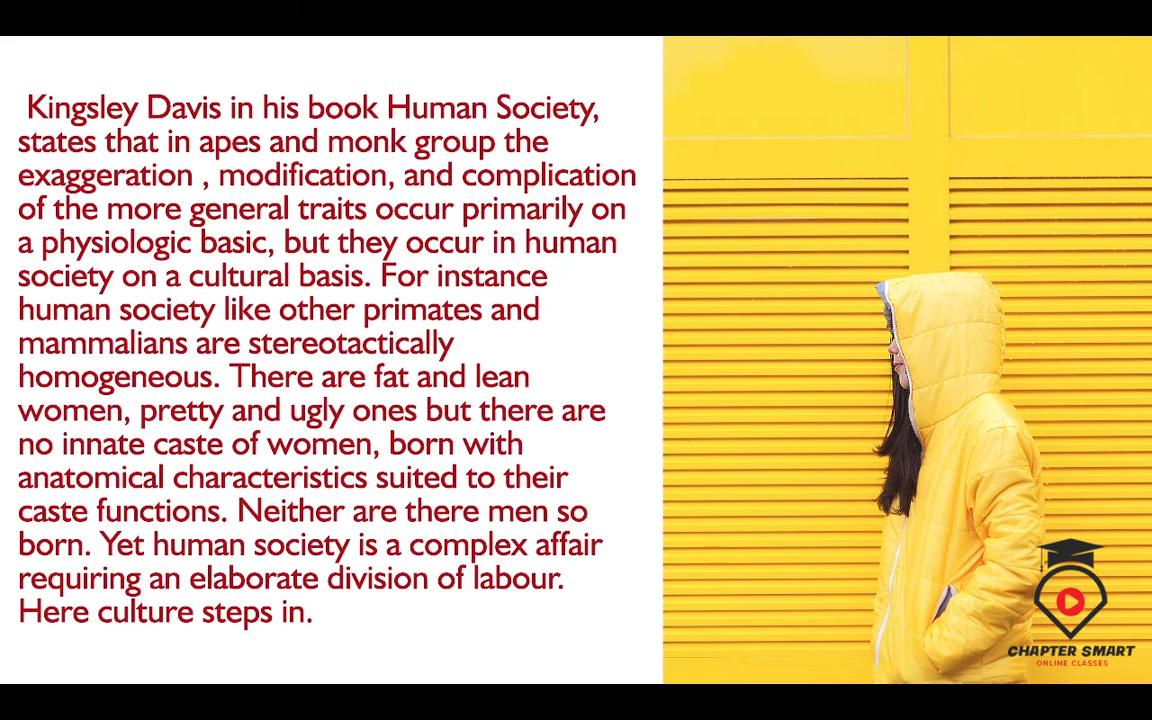 Kingsley Davis in his book Human Society,
states that in apes and monk group the
exaggeration , modification, and complication
of the more general traits occur primarily on
a physiologic basic, but they occur in human
society on a cultural basis. For instance
human society like other primates and
mammalians are stereotactically
homogeneous. There are fat and lean
women, pretty and ugly ones but there are
no innate caste of women, born with
anatomical characteristics suited to their
caste functions. Neither are there men so
born. Yet human society is a complex affair
requiring an elaborate division of labour.
Here culture steps in.
CHAPTER SMART
ONLINE CLASSES